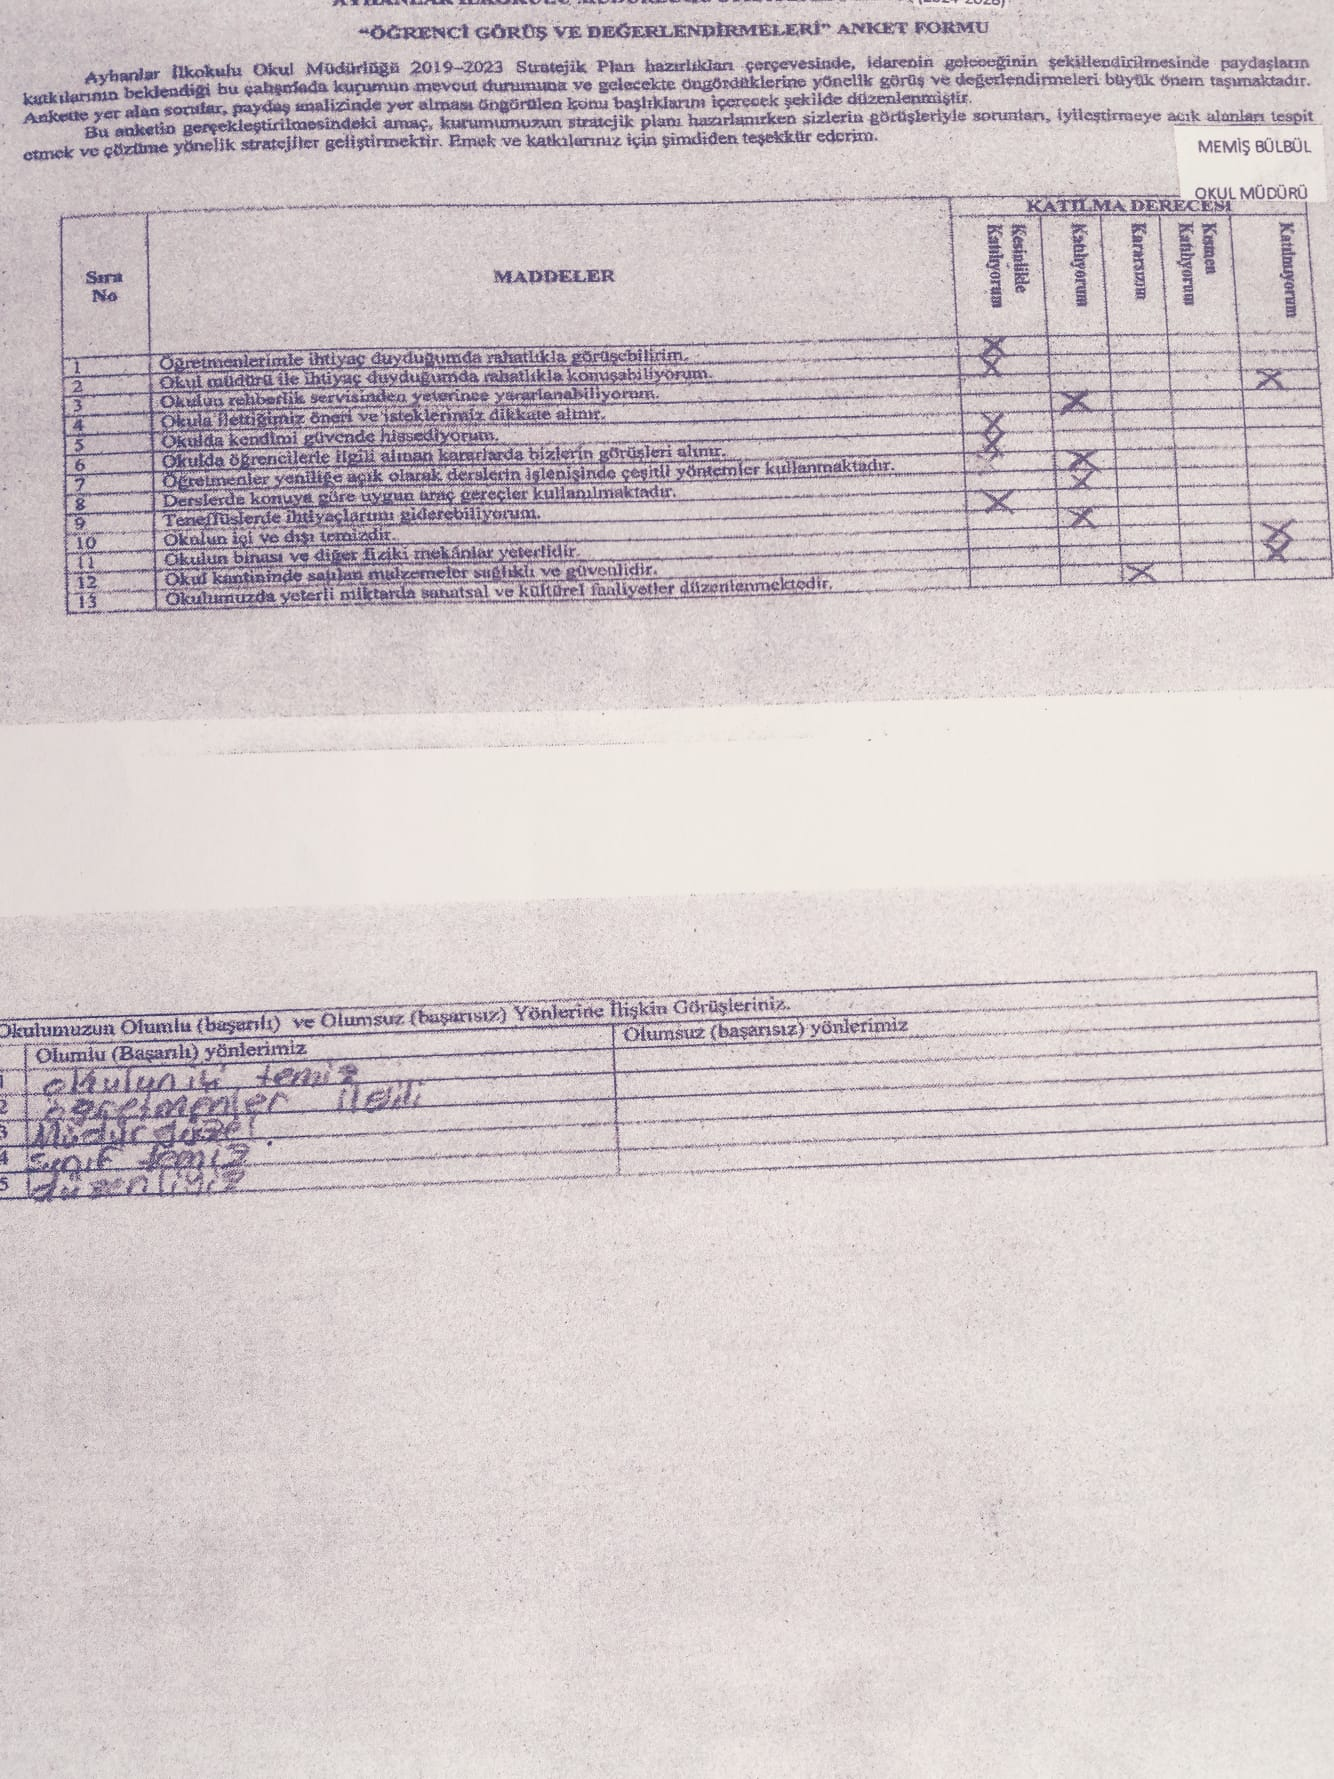 “ÖĞRENCİ GÖRÜŞ VE DEĞERLENDİRMELERİ” ANKET FORMU
Ayhanlar İlkokulu Okul Müdürlüğü 2019–2023 Stratejik Plan hazırlıkları çerçevesinde, idarenin geleceğinin şekillendirilmesinde paydaşların
katkılarının beklendiği bu çalışmada kurumun mevcut durumuna ve gelecekte öngördüklerine yönelik görüş ve değerlendirmeleri büyük önem taşımaktadır.
Ankette yer alan sorular, paydaş analizinde yer alması öngörülen konu başlıklarını içerecek şekilde düzenlenmiştir.
Bu anketin gerçekleştirilmesindeki amaç, kurumumuzun stratejik planı hazırlanırken sizlerin görüşleriyle sorunları, iyileştirmeye açık alanları tespit
etmek ve çözüme yönelik stratejiler geliştirmektir. Emek ve katkılarınız için şimdiden teşekkür ederim.
MEMİŞ BÜLBÜL
OKUL MÜDÜRÜ
KATILMA DERECESİ
Sıra No
MADDELER
Kesinlikle Katılıyorum
Katılıyorum
Kararsızım
Kısmen Katılıyorum
Katılmıyorum
1 Öğretmenlerimle ihtiyaç duyduğumda rahatlıkla görüşebilirim.
2 Okul müdürü ile ihtiyaç duyduğumda rahatlıkla konuşabiliyorum.
3 Okulun rehberlik servisinden yeterince yararlanabiliyorum.
4 Okula ilettiğimiz öneri ve isteklerimiz dikkate alınır.
5 Okulda kendimi güvende hissediyorum.
6 Okulda öğrencilerle ilgili alınan kararlarda bizlerin görüşleri alınır.
7 Öğretmenler yeniliğe açık olarak derslerin işlenişinde çeşitli yöntemler kullanmaktadır.
8 Derslerde konuya göre uygun araç gereçler kullanılmaktadır.
9 Teneffüslerde ihtiyaçlarımı giderebiliyorum.
10 Okulun içi ve dışı temizdir.
11 Okulun binası ve diğer fiziki mekânlar yeterlidir.
12 Okul kantininde satılan malzemeler sağlıklı ve güvenlidir.
13 Okulumuzda yeterli miktarda sanatsal ve kültürel faaliyetler düzenlenmektedir.
Okulumuzun Olumlu (başarılı) ve Olumsuz (başarısız) Yönlerine İlişkin Görüşleriniz.
Olumlu (Başarılı) yönlerimiz
Olumsuz (başarısız) yönlerimiz
1 okulun içi temiz
2 öğretmenler ilgili
3 Müdür güzel
4 Sınıf temiz
5 düzenliyiz